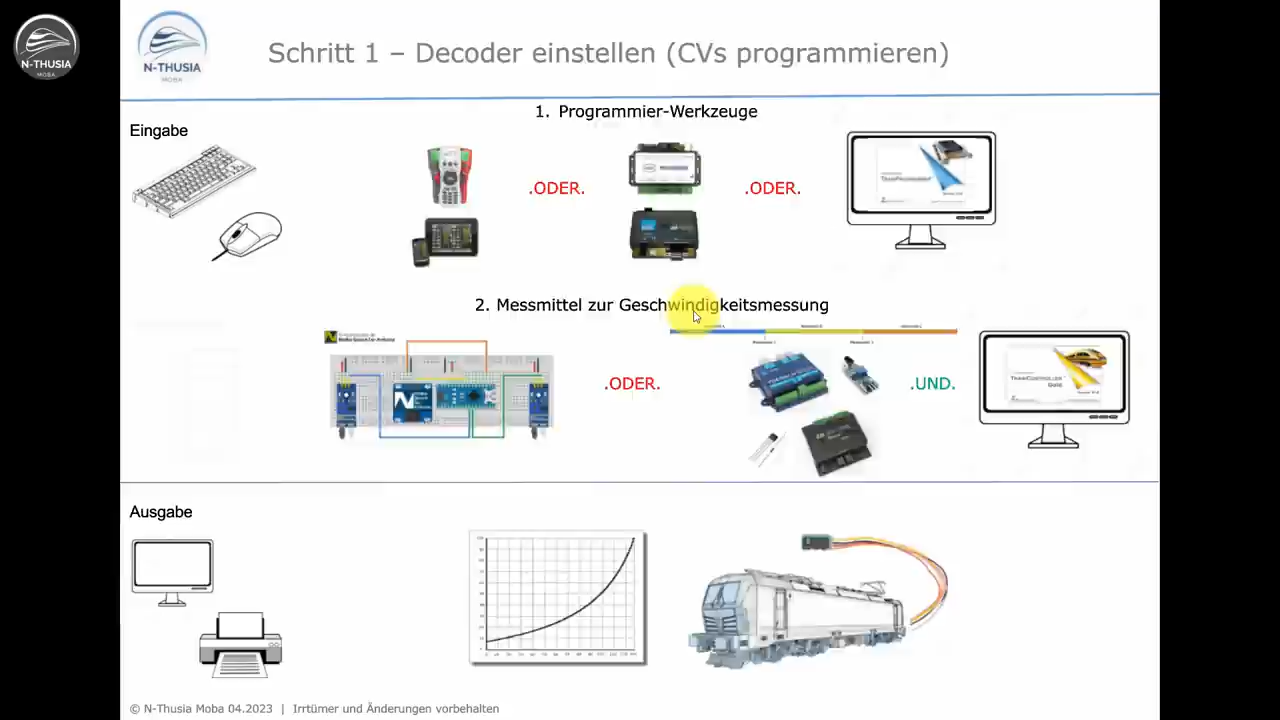 N-THUSIA
MOBA
N-THUSIA
MOBA
Schritt 1 – Decoder einstellen (CVs programmieren)
1. Programmier-Werkzeuge
Eingabe
.ODER.
.ODER.
2. Messmittel zur Geschwindigkeitsmessung
.ODER.
.UND.
Ausgabe
© N-Thusia Moba 04.2023 | Irrtümer und Änderungen vorbehalten